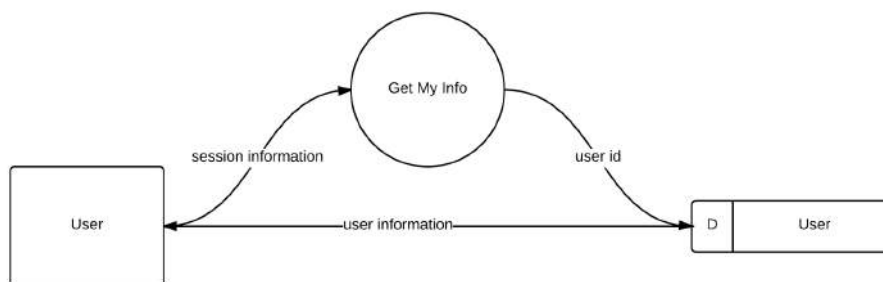 Get My Info
session information
user id
User
user information
D
User